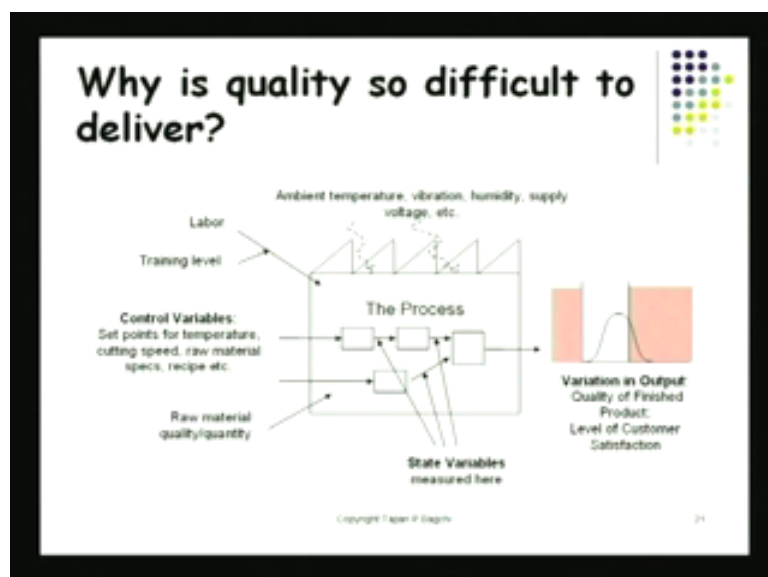 Why is quality so difficult to
deliver?
Ambient temperature, vibration, humidity, supply
voltage, etc.
Labor
Training level
The Process
Control Variables:
Set points for temperature,
cutting speed, raw material
specs, recipe etc.
Raw material
quality/quantity
State Variables
measured here
Variation in Output:
Quality of Finished
Product:
Level of Customer
Satisfaction
Copyright Tapan P Bagchi
21